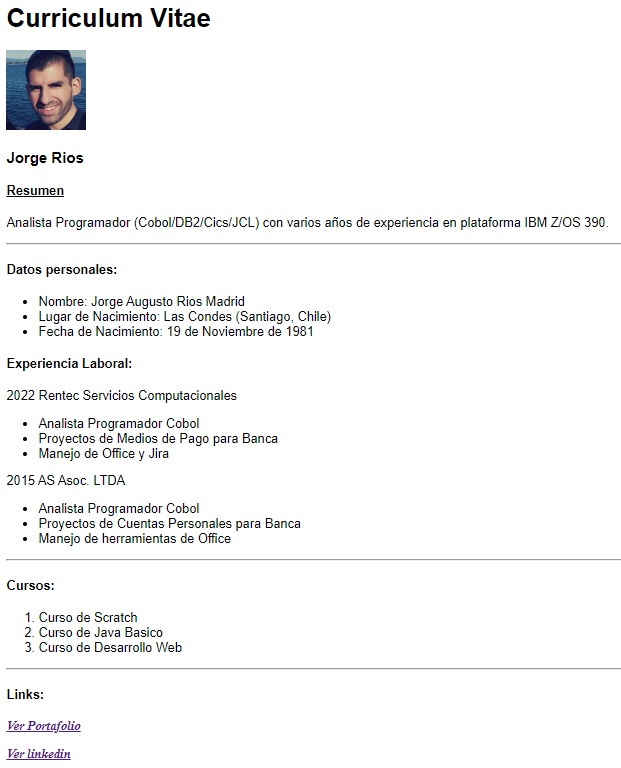 Curriculum Vitae
Jorge Rios
Resumen
Analista Programador (Cobol/DB2/Cics/JCL) con varios años de experiencia en plataforma IBM Z/OS 390.
Datos personales:
Nombre: Jorge Augusto Rios Madrid
Lugar de Nacimiento: Las Condes (Santiago, Chile)
Fecha de Nacimiento: 19 de Noviembre de 1981
Experiencia Laboral:
2022 Rentec Servicios Computacionales
Analista Programador Cobol
Proyectos de Medios de Pago para Banca
Manejo de Office y Jira
2015 AS Asoc. LTDA
Analista Programador Cobol
Proyectos de Cuentas Personales para Banca
Manejo de herramientas de Office
Cursos:
1. Curso de Scratch
2. Curso de Java Basico
3. Curso de Desarrollo Web
Links:
Ver Portafolio
Ver linkedin